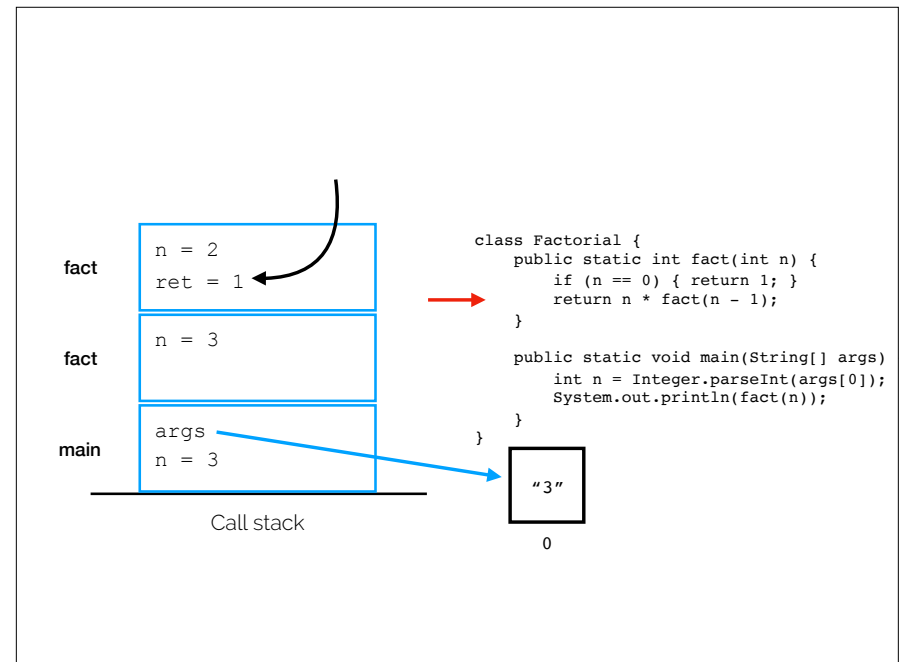 fact
n = 2
ret = 1
fact
n = 3
main
args
n = 3
Call stack
class Factorial {
    public static int fact(int n) {
        if (n == 0) { return 1; }
        return n * fact(n - 1);
    }
    public static void main(String[] args)
        int n = Integer.parseInt(args[0]);
        System.out.println(fact(n));
    }
}
“3”
0